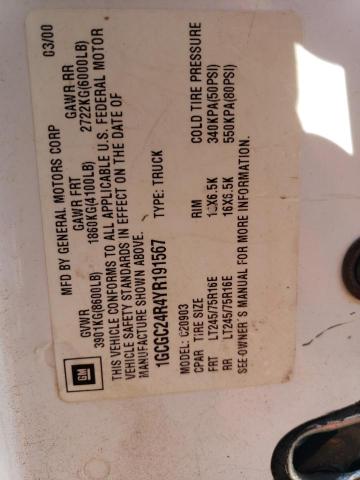 GM
MFD BY GENERAL MOTORS CORP 03/00
GVWR GAWR FRT GAWR RR
3901KG(8600LB) 1860KG(4100LB) 2722KG(6000LB)
THIS VEHICLE CONFORMS TO ALL APPLICABLE U.S. FEDERAL MOTOR
VEHICLE SAFETY STANDARDS IN EFFECT ON THE DATE OF
MANUFACTURE SHOWN ABOVE.
1GCGC24R4YR191567 TYPE: TRUCK
MODEL: C20903
CPAR TIRE SIZE RIM COLD TIRE PRESSURE
FRT LT245/75R16E 340KPA(50PSI)
RR LT245/75R16E 16X6.5K 550KPA(80PSI)
SEE OWNER'S MANUAL FOR MORE INFORMATION.